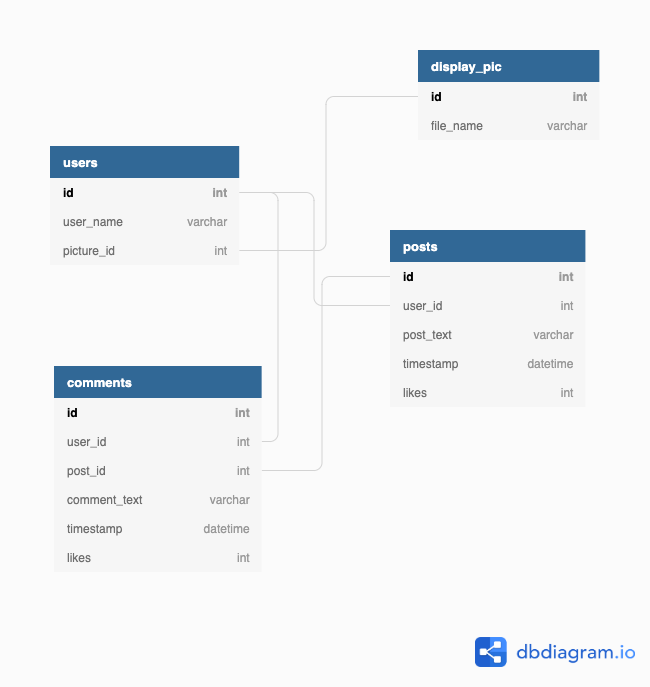 display_pic
id int
file_name varchar
users
id int
user_name varchar
picture_id int
posts
id int
user_id int
post_text varchar
timestamp datetime
likes int
comments
id int
user_id int
post_id int
comment_text varchar
timestamp datetime
likes int
dbdiagram.io